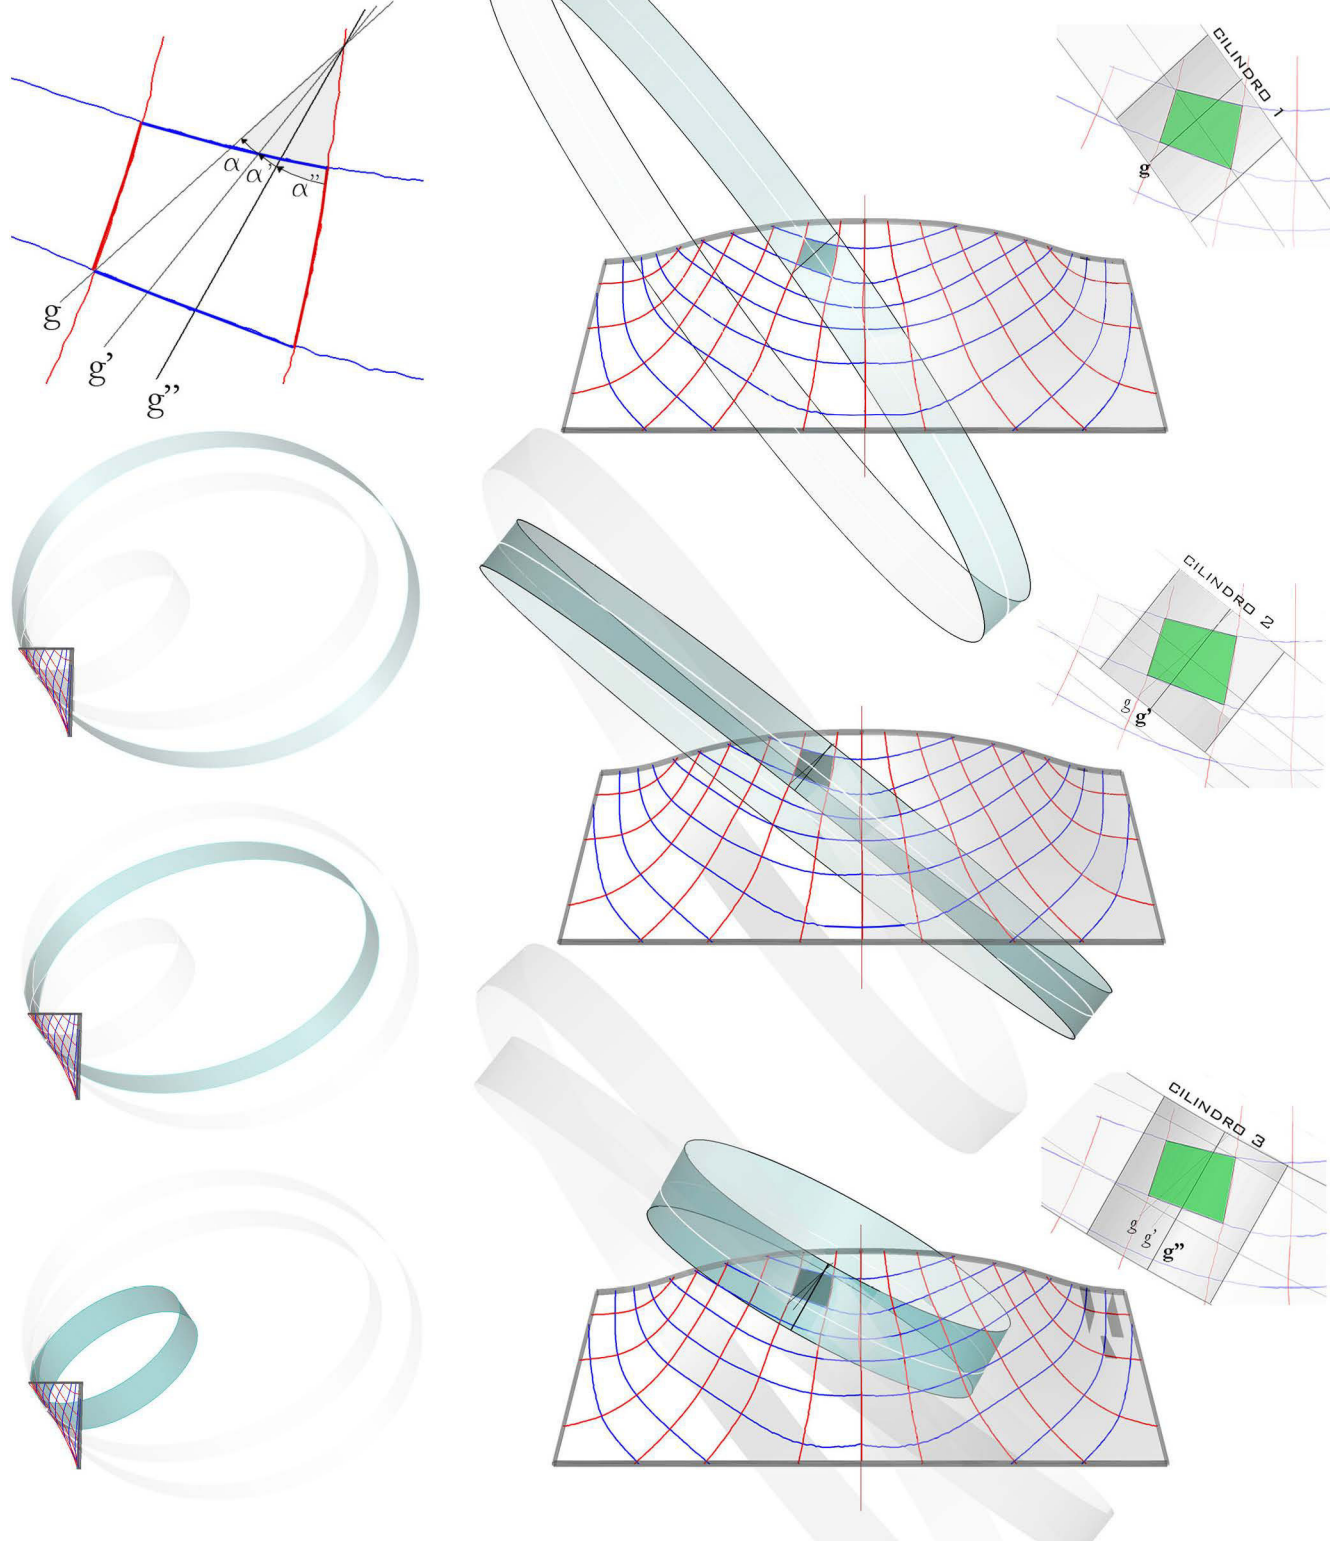 α α' α''
g
g'
g''
CILINDRO 1
g
CILINDRO 2
g
g'
CILINDRO 3
g
g'
g''